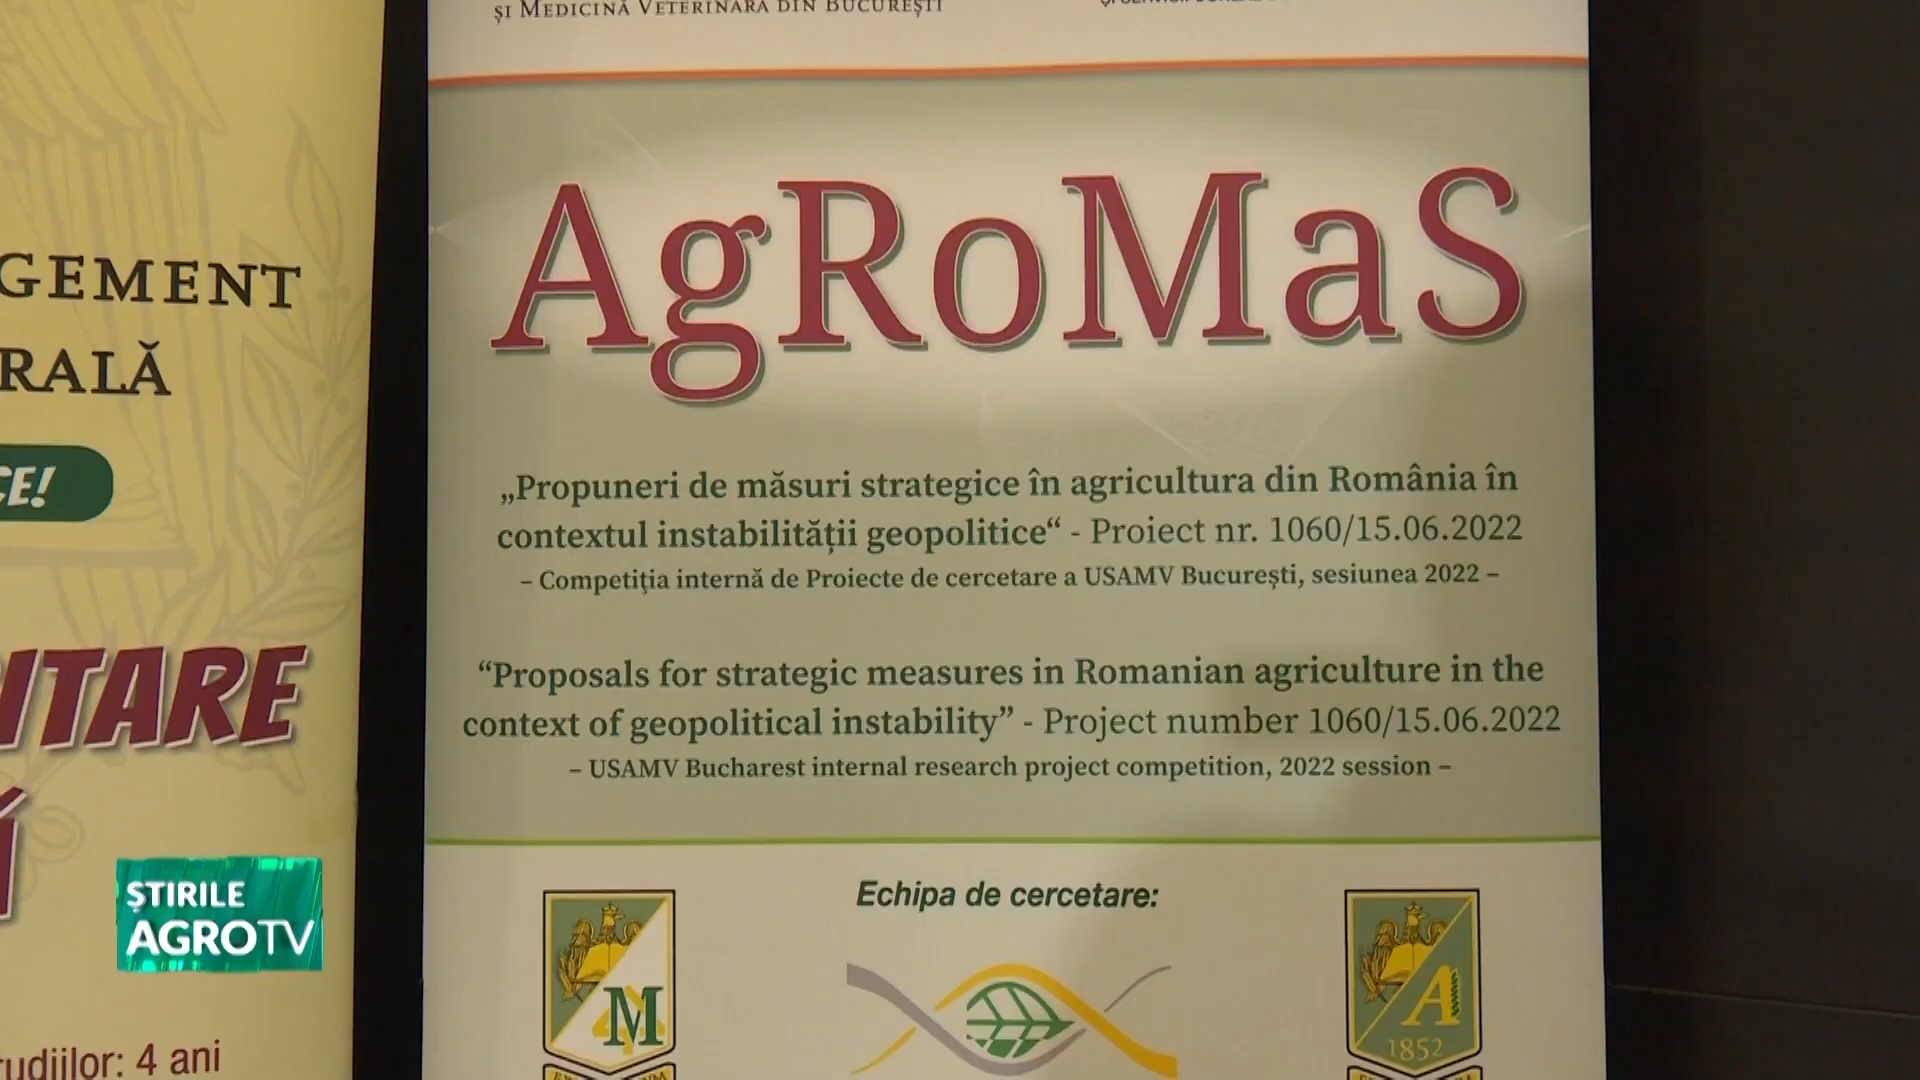 ȘI MEDICINĂ VETERINARĂ DIN BUCUREȘTI
AgRoMaS
„Propuneri de măsuri strategice în agricultura din România în
contextul instabilității geopolitice“ - Proiect nr. 1060/15.06.2022
– Competiția internă de Proiecte de cercetare a USAMV București, sesiunea 2022 –
“Proposals for strategic measures in Romanian agriculture in the
context of geopolitical instability” - Project number 1060/15.06.2022
– USAMV Bucharest internal research project competition, 2022 session –
Echipa de cercetare:
M
A
1852
GEMENT
RALĂ
CE!
ITARE
udiilor: 4 ani
ȘTIRILE
AGROTV